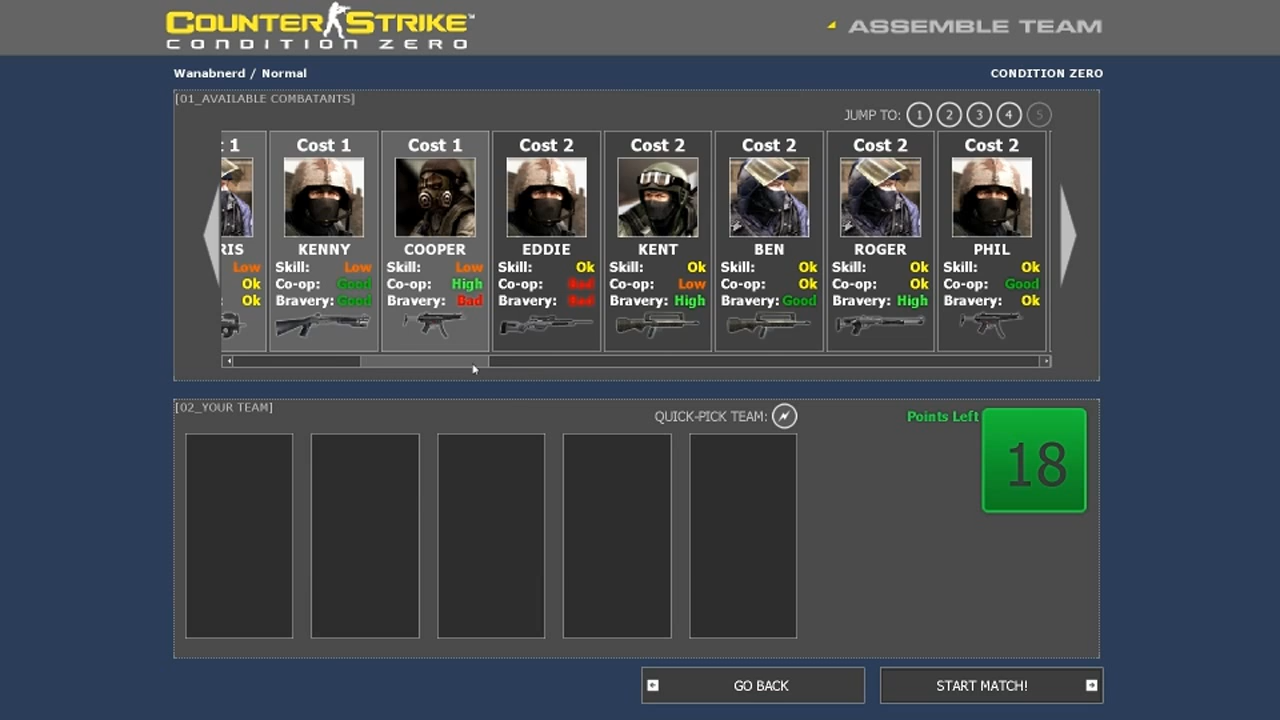 COUNTER STRIKE™
CONDITION ZERO
ASSEMBLE TEAM
Wanabnerd / Normal
CONDITION ZERO
[01_AVAILABLE COMBATANTS]
JUMP TO: 1 2 3 4 5
: 1
RIS
Low
Ok
: Ok
Cost 1
KENNY
Skill: Low
Co-op: Good
Bravery: Good
Cost 1
COOPER
Skill: Low
Co-op: High
Bravery: Bad
Cost 2
EDDIE
Skill: Ok
Co-op: Bad
Bravery: Bad
Cost 2
KENT
Skill: Ok
Co-op: Low
Bravery: High
Cost 2
BEN
Skill: Ok
Co-op: Ok
Bravery: Good
Cost 2
ROGER
Skill: Ok
Co-op: Ok
Bravery: High
Cost 2
PHIL
Skill: Ok
Co-op: Good
Bravery: Ok
[02_YOUR TEAM]
QUICK-PICK TEAM:
Points Left
18
GO BACK
START MATCH!